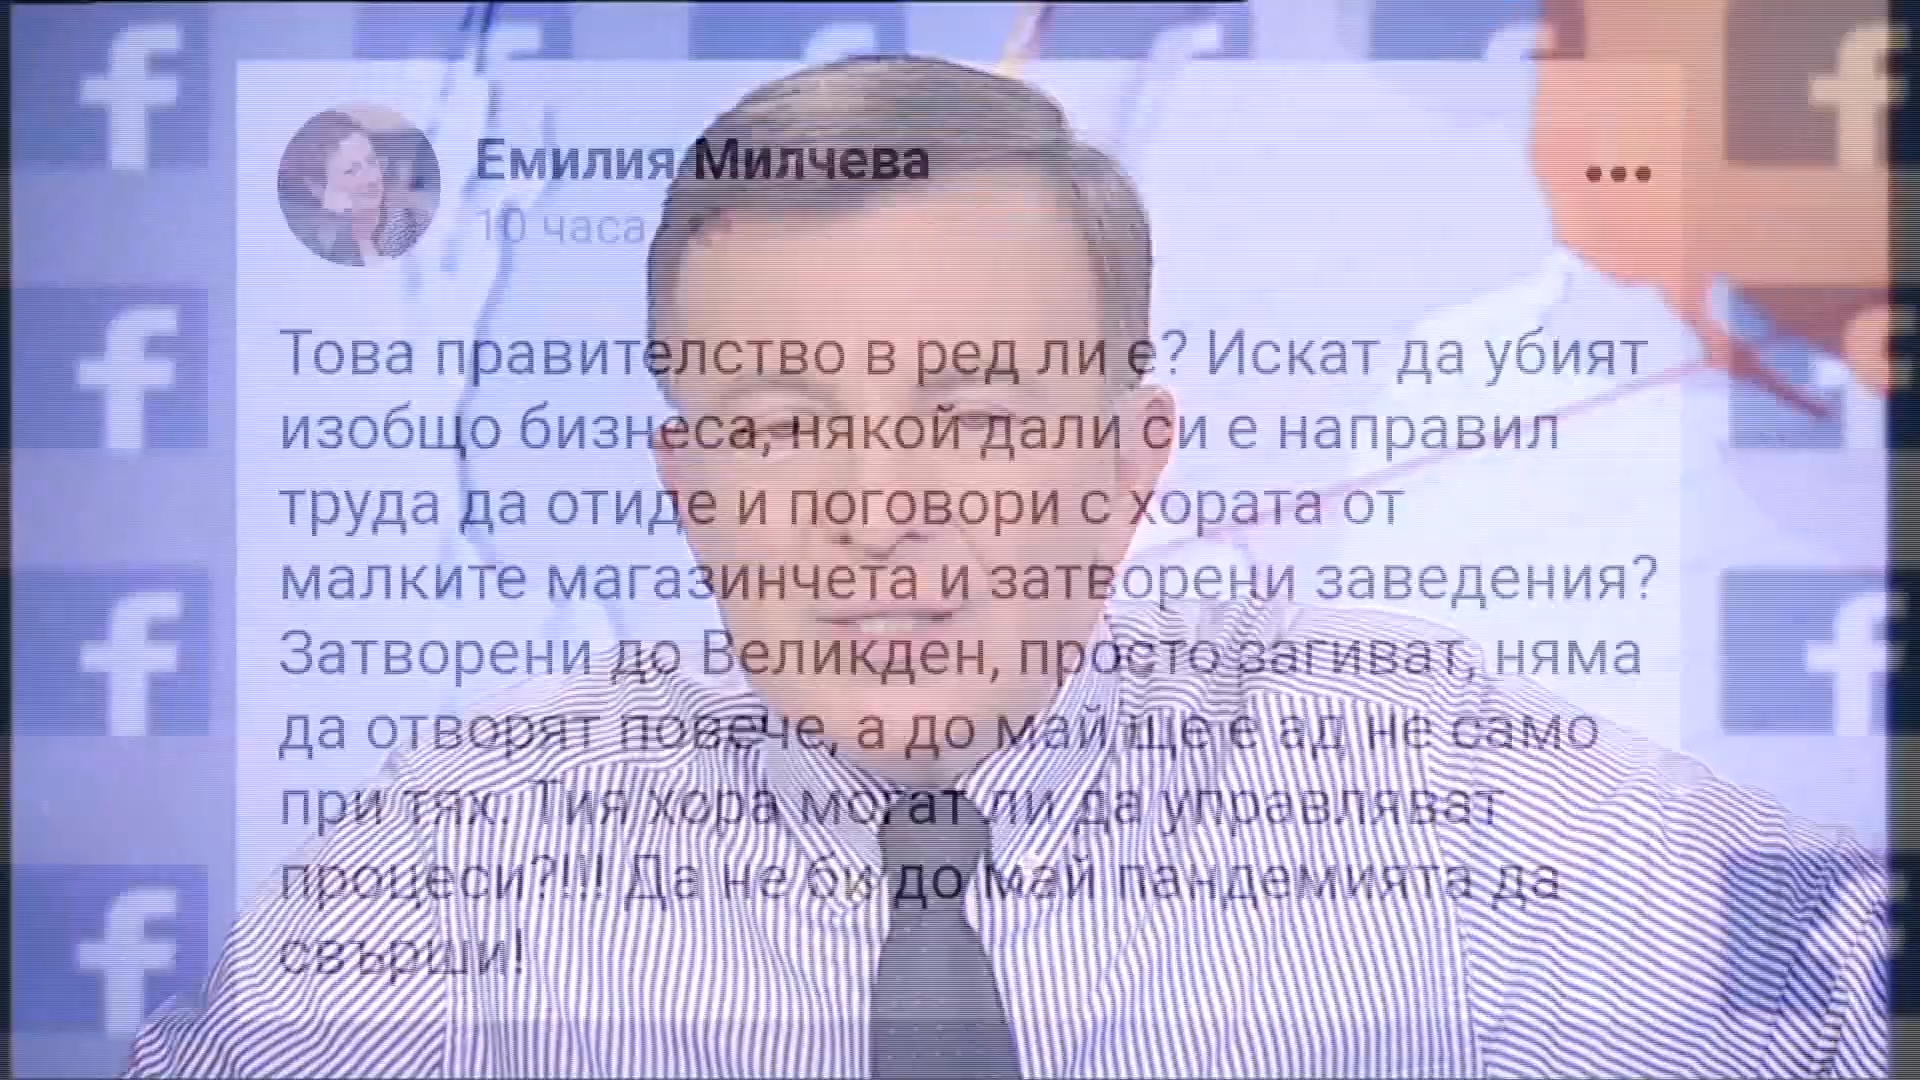 Емилия Милчева
10 часа
Това правителство в ред ли е? Искат да убият
изобщо бизнеса, някой дали си е направил
труда да отиде и поговори с хората от
малките магазинчета и затворени заведения?
Затворени до Великден, просто загиват, няма
да отворят повече, а до май ще е ад не само
при тях. Тия хора могат ли да управляват
процеси?!!! Да не би до май пандемията да
свърши!